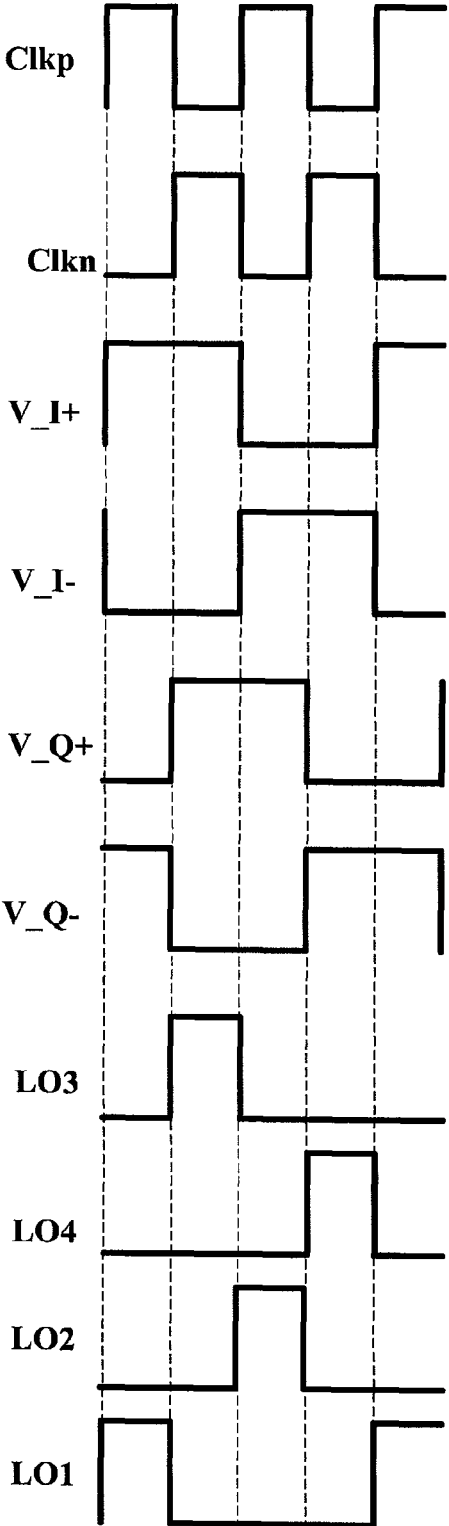 Clkp
Clkn
V_I+
V_I-
V_Q+
V_Q-
LO3
LO4
LO2
LO1